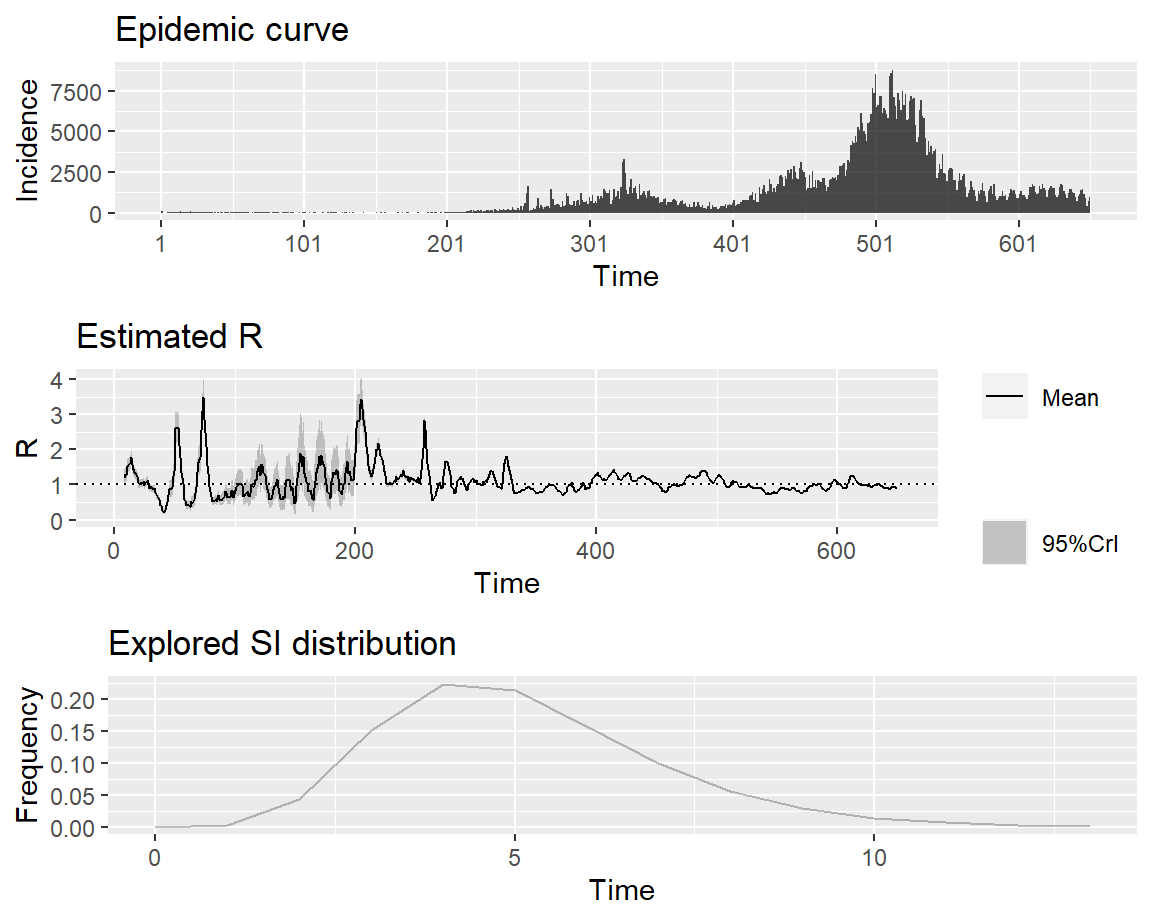 Epidemic curve
Incidence
7500
5000
2500
0
1 101 201 301 401 501 601
Time
Estimated R
R
4
3
2
1
0
0 200 400 600
Time
Mean
95%CrI
Explored SI distribution
Frequency
0.20
0.15
0.10
0.05
0.00
0 5 10
Time